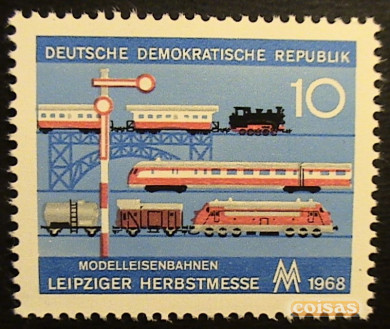 DEUTSCHE DEMOKRATISCHE REPUBLIK
10
MODELLEISENBAHNEN
LEIPZIGER HERBSTMESSE MM 1968
coisas